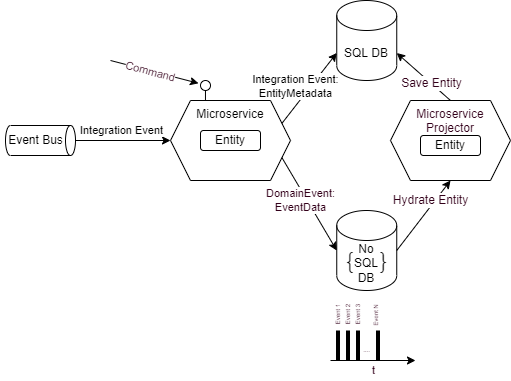 SQL DB
Command
Integration Event:
EntityMetadata
Save Entity
Microservice
Entity
Microservice
Projector
Entity
Event Bus
Integration Event
DomainEvent:
EventData
Hydrate Entity
No
{SQL}
DB
Event 1
Event 2
Event 3
Event N
...
t